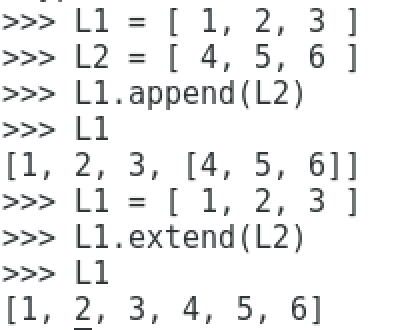 >>> L1 = [ 1, 2, 3 ]
>>> L2 = [ 4, 5, 6 ]
>>> L1.append(L2)
>>> L1
[1, 2, 3, [4, 5, 6]]
>>> L1 = [ 1, 2, 3 ]
>>> L1.extend(L2)
>>> L1
[1, 2, 3, 4, 5, 6]